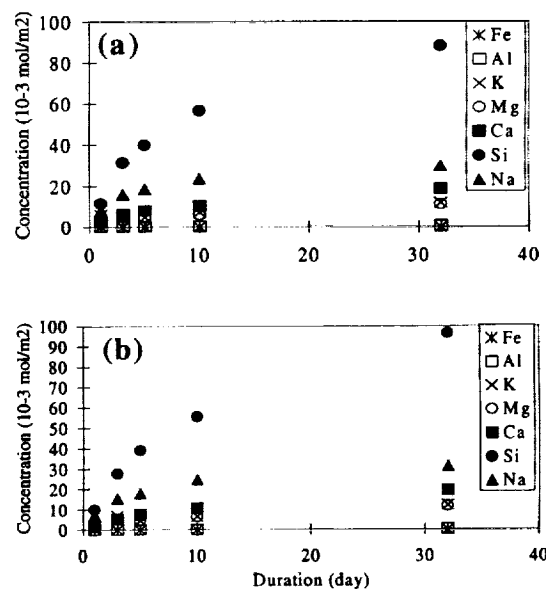 (a)
Concentration (10-3 mol/m2)
100
80
60
40
20
0
0 10 20 30 40
Fe
Al
K
Mg
Ca
Si
Na
(b)
Concentration (10-3 mol/m2)
100
90
80
70
60
50
40
30
20
10
0
0 10 20 30 40
Duration (day)
Fe
Al
K
Mg
Ca
Si
Na